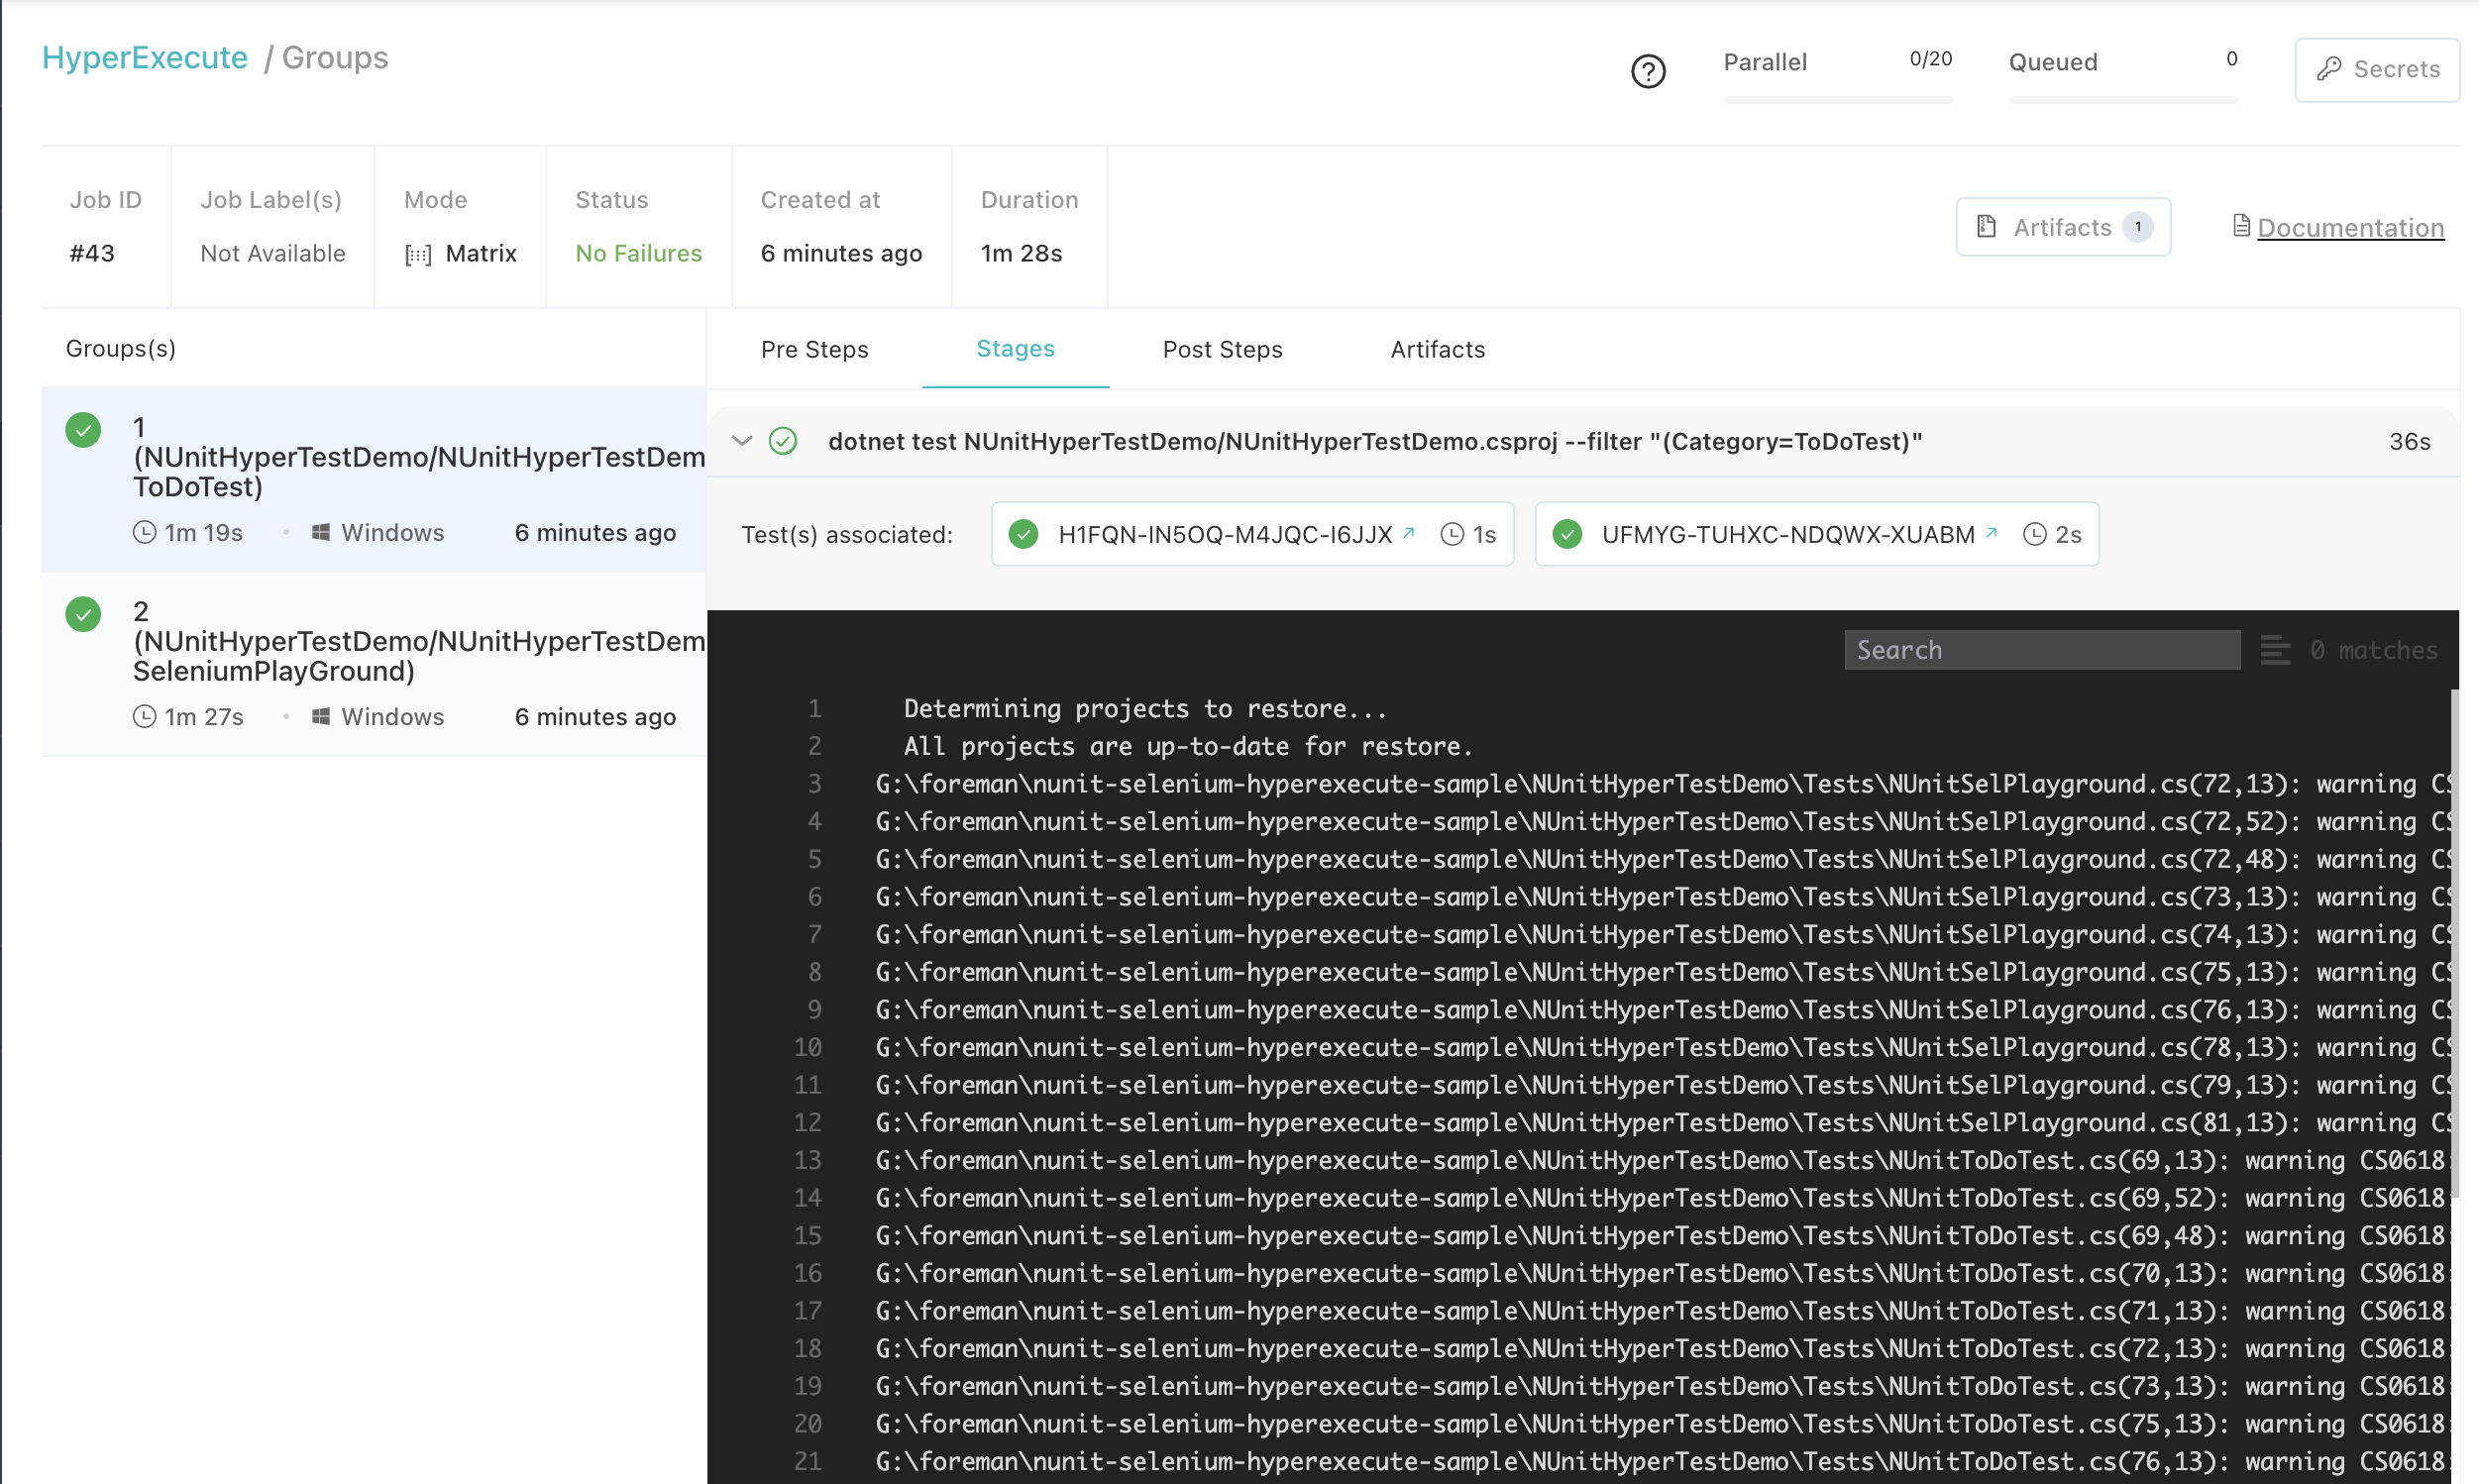 HyperExecute / Groups
Parallel 0/20
Queued 0
Secrets
Job ID
#43
Job Label(s)
Not Available
Mode
Matrix
Status
No Failures
Created at
6 minutes ago
Duration
1m 28s
Artifacts 1
Documentation
Groups(s)
1
(NUnitHyperTestDemo/NUnitHyperTestDem
ToDoTest)
1m 19s • Windows 6 minutes ago
2
(NUnitHyperTestDemo/NUnitHyperTestDem
SeleniumPlayGround)
1m 27s • Windows 6 minutes ago
Pre Steps Stages Post Steps Artifacts
dotnet test NUnitHyperTestDemo/NUnitHyperTestDemo.csproj --filter "(Category=ToDoTest)" 36s
Test(s) associated: H1FQN-IN5OQ-M4JQC-I6JJX 1s UFMYG-TUHXC-NDQWX-XUABM 2s
Search 0 matches
1 Determining projects to restore...
2 All projects are up-to-date for restore.
3 G:\foreman\nunit-selenium-hyperexecute-sample\NUnitHyperTestDemo\Tests\NUnitSelPlayground.cs(72,13): warning CS
4 G:\foreman\nunit-selenium-hyperexecute-sample\NUnitHyperTestDemo\Tests\NUnitSelPlayground.cs(72,52): warning CS
5 G:\foreman\nunit-selenium-hyperexecute-sample\NUnitHyperTestDemo\Tests\NUnitSelPlayground.cs(72,48): warning CS
6 G:\foreman\nunit-selenium-hyperexecute-sample\NUnitHyperTestDemo\Tests\NUnitSelPlayground.cs(73,13): warning CS
7 G:\foreman\nunit-selenium-hyperexecute-sample\NUnitHyperTestDemo\Tests\NUnitSelPlayground.cs(74,13): warning CS
8 G:\foreman\nunit-selenium-hyperexecute-sample\NUnitHyperTestDemo\Tests\NUnitSelPlayground.cs(75,13): warning CS
9 G:\foreman\nunit-selenium-hyperexecute-sample\NUnitHyperTestDemo\Tests\NUnitSelPlayground.cs(76,13): warning CS
10 G:\foreman\nunit-selenium-hyperexecute-sample\NUnitHyperTestDemo\Tests\NUnitSelPlayground.cs(78,13): warning CS
11 G:\foreman\nunit-selenium-hyperexecute-sample\NUnitHyperTestDemo\Tests\NUnitSelPlayground.cs(79,13): warning CS
12 G:\foreman\nunit-selenium-hyperexecute-sample\NUnitHyperTestDemo\Tests\NUnitSelPlayground.cs(81,13): warning CS
13 G:\foreman\nunit-selenium-hyperexecute-sample\NUnitHyperTestDemo\Tests\NUnitToDoTest.cs(69,13): warning CS0618:
14 G:\foreman\nunit-selenium-hyperexecute-sample\NUnitHyperTestDemo\Tests\NUnitToDoTest.cs(69,52): warning CS0618:
15 G:\foreman\nunit-selenium-hyperexecute-sample\NUnitHyperTestDemo\Tests\NUnitToDoTest.cs(69,48): warning CS0618:
16 G:\foreman\nunit-selenium-hyperexecute-sample\NUnitHyperTestDemo\Tests\NUnitToDoTest.cs(70,13): warning CS0618:
17 G:\foreman\nunit-selenium-hyperexecute-sample\NUnitHyperTestDemo\Tests\NUnitToDoTest.cs(71,13): warning CS0618:
18 G:\foreman\nunit-selenium-hyperexecute-sample\NUnitHyperTestDemo\Tests\NUnitToDoTest.cs(72,13): warning CS0618:
19 G:\foreman\nunit-selenium-hyperexecute-sample\NUnitHyperTestDemo\Tests\NUnitToDoTest.cs(73,13): warning CS0618:
20 G:\foreman\nunit-selenium-hyperexecute-sample\NUnitHyperTestDemo\Tests\NUnitToDoTest.cs(75,13): warning CS0618:
21 G:\foreman\nunit-selenium-hyperexecute-sample\NUnitHyperTestDemo\Tests\NUnitToDoTest.cs(76,13): warning CS0618: